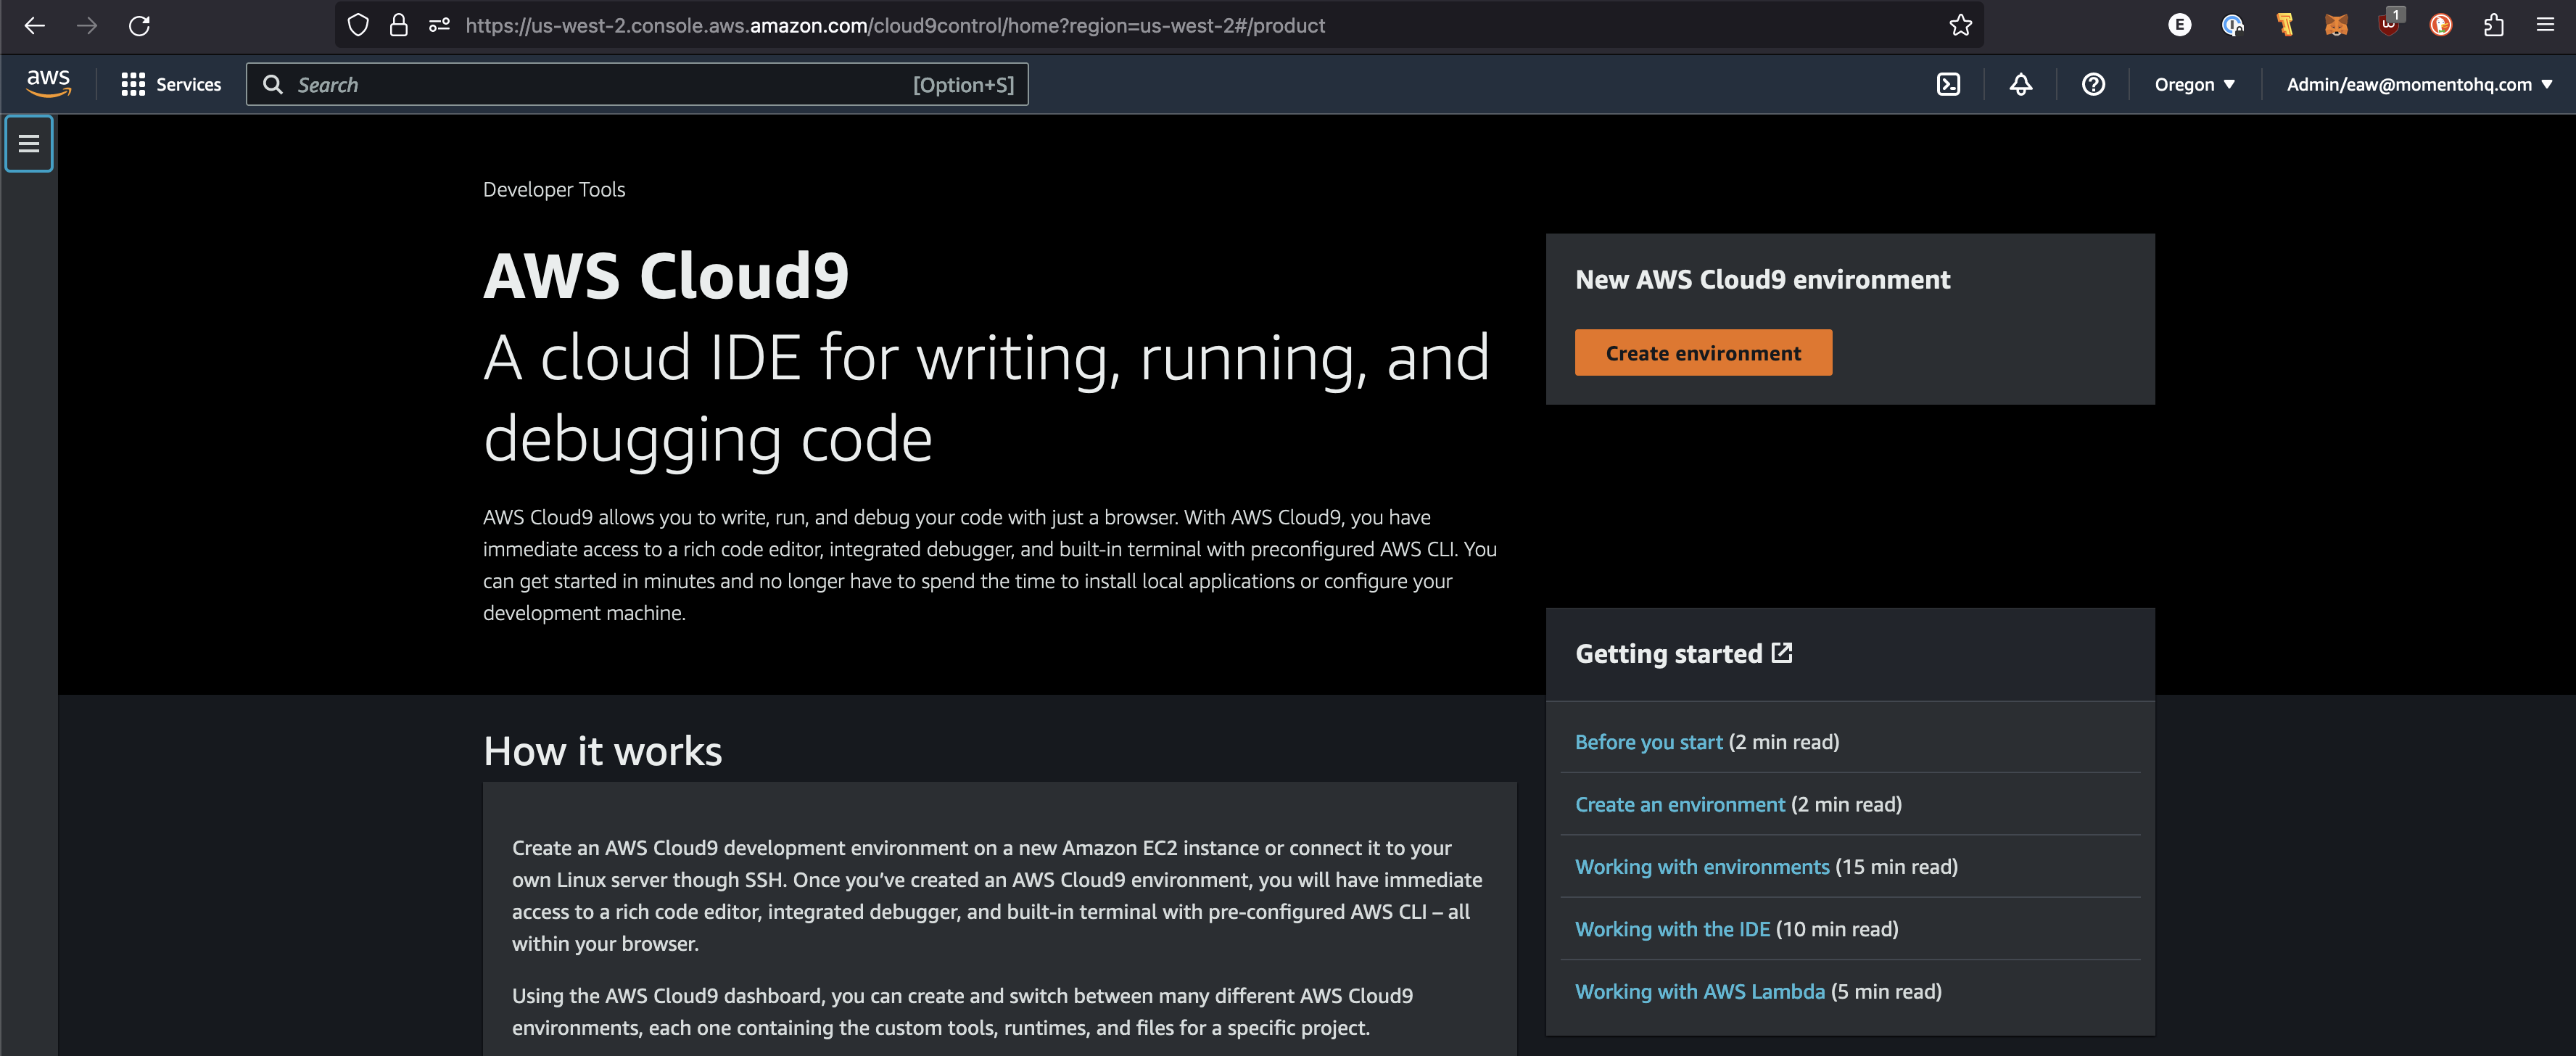 https://us-west-2.console.aws.amazon.com/cloud9control/home?region=us-west-2#/product
E
1
aws
Services
Search
[Option+S]
Oregon
Admin/eaw@momentohq.com
Developer Tools
AWS Cloud9
A cloud IDE for writing, running, and
debugging code
AWS Cloud9 allows you to write, run, and debug your code with just a browser. With AWS Cloud9, you have
immediate access to a rich code editor, integrated debugger, and built-in terminal with preconfigured AWS CLI. You
can get started in minutes and no longer have to spend the time to install local applications or configure your
development machine.
New AWS Cloud9 environment
Create environment
Getting started
Before you start (2 min read)
Create an environment (2 min read)
Working with environments (15 min read)
Working with the IDE (10 min read)
Working with AWS Lambda (5 min read)
How it works
Create an AWS Cloud9 development environment on a new Amazon EC2 instance or connect it to your
own Linux server though SSH. Once you’ve created an AWS Cloud9 environment, you will have immediate
access to a rich code editor, integrated debugger, and built-in terminal with pre-configured AWS CLI – all
within your browser.
Using the AWS Cloud9 dashboard, you can create and switch between many different AWS Cloud9
environments, each one containing the custom tools, runtimes, and files for a specific project.